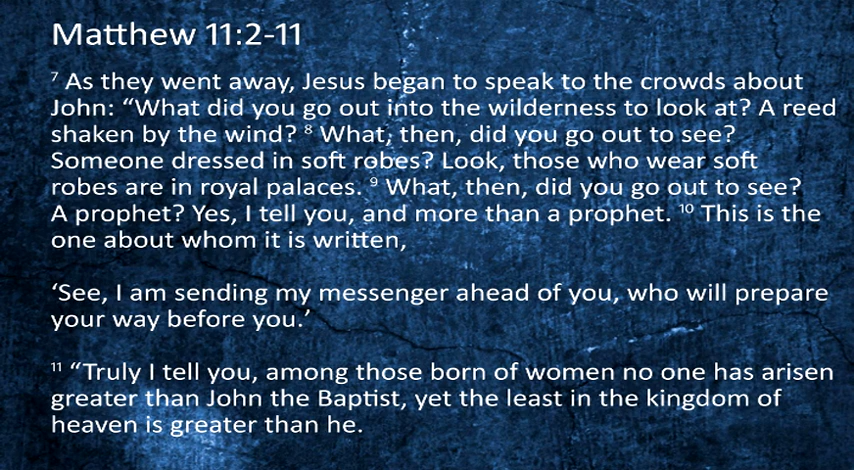 Matthew 11:2-11
⁷ As they went away, Jesus began to speak to the crowds about
John: “What did you go out into the wilderness to look at? A reed
shaken by the wind? ⁸ What, then, did you go out to see?
Someone dressed in soft robes? Look, those who wear soft
robes are in royal palaces. ⁹ What, then, did you go out to see?
A prophet? Yes, I tell you, and more than a prophet. ¹⁰ This is the
one about whom it is written,
‘See, I am sending my messenger ahead of you, who will prepare
your way before you.’
¹¹ “Truly I tell you, among those born of women no one has arisen
greater than John the Baptist, yet the least in the kingdom of
heaven is greater than he.